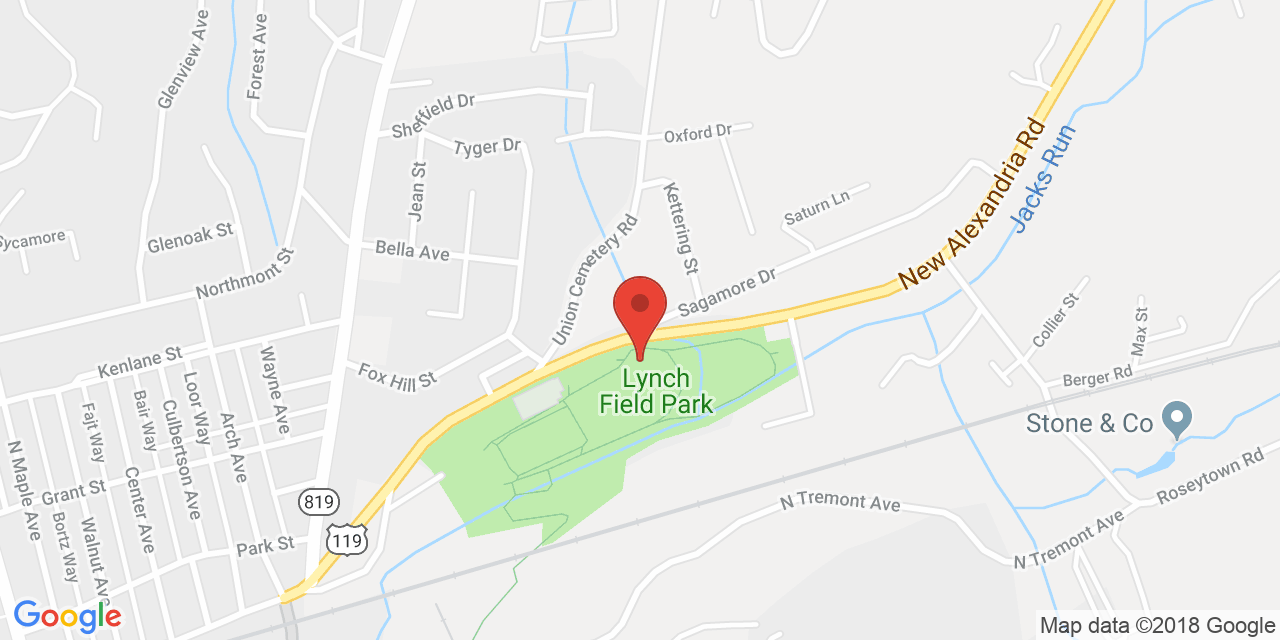 Glenview Ave
Forest Ave
Sheffield Dr
Tyger Dr
Oxford Dr
Jean St
Kettering St
Saturn Ln
New Alexandria Rd
Jacks Run
Sycamore
Glenoak St
Bella Ave
Northmont St
Union Cemetery Rd
Sagamore Dr
Kenlane St
Wayne Ave
Fox Hill St
Collier St
Max St
Berger Rd
Lynch
Field Park
Stone & Co
Fajt Way
Bair Way
Loor Way
Culbertson Ave
Arch Ave
N Maple Ave
Grant St
Center Ave
Bortz Way
Walnut Ave
Park St
819
119
N Tremont Ave
N Tremont Ave
Roseytown Rd
Google
Map data ©2018 Google